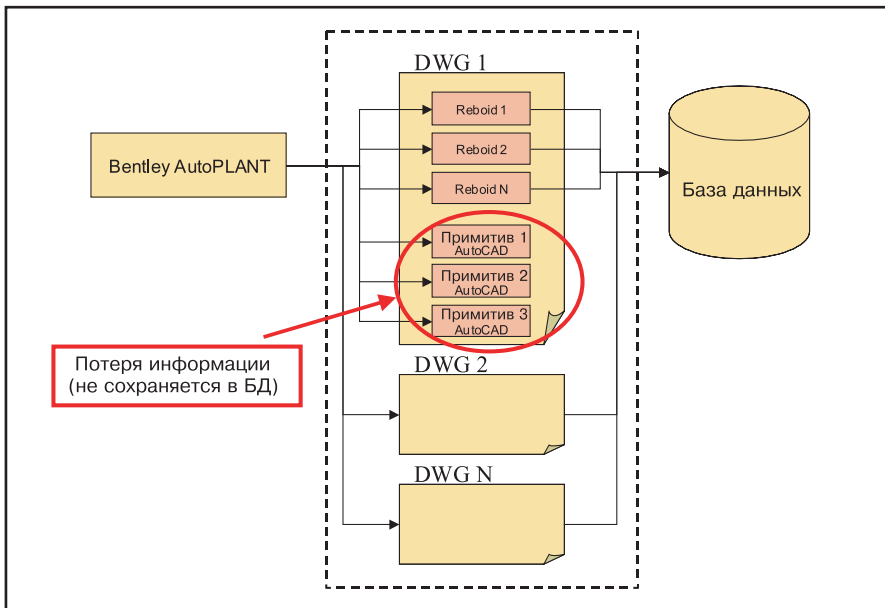 DWG 1
Reboid 1
Reboid 2
Reboid N
Примитив 1
AutoCAD
Примитив 2
AutoCAD
Примитив 3
AutoCAD
Bentley AutoPLANT
База данных
Потеря информации
(не сохраняется в БД)
DWG 2
DWG N